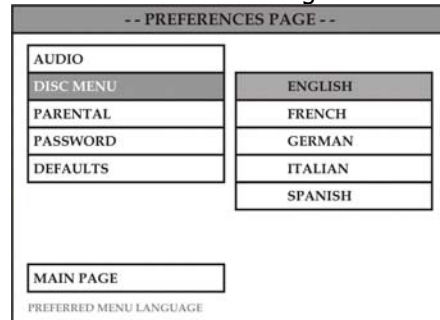 - - PREFERENCES PAGE - -
AUDIO
DISC MENU
PARENTAL
PASSWORD
DEFAULTS
ENGLISH
FRENCH
GERMAN
ITALIAN
SPANISH
MAIN PAGE
PREFERRED MENU LANGUAGE